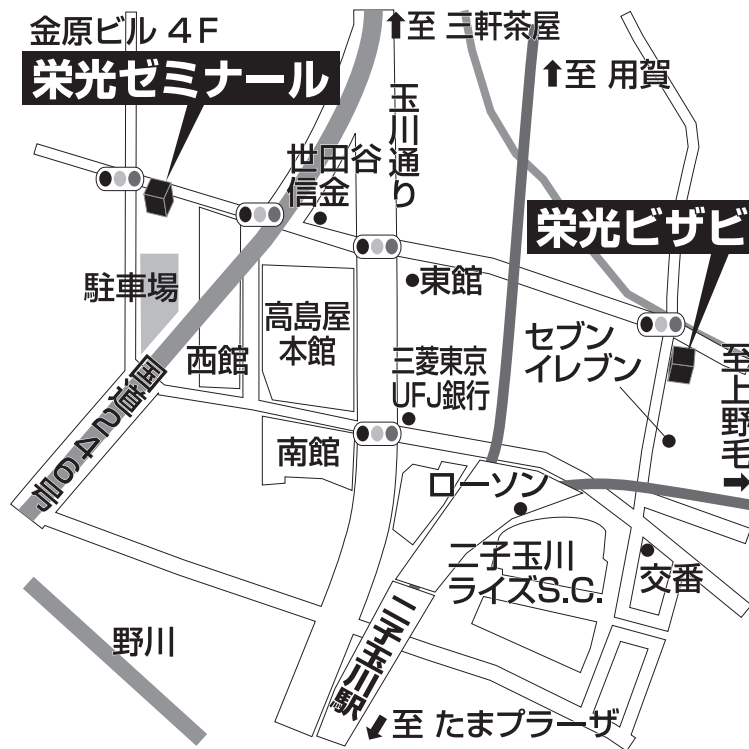 金原ビル 4F
栄光ゼミナール
至 三軒茶屋
至 用賀
玉川通り
世田谷
信金
栄光ビザビ
駐車場
東館
高島屋
本館
西館
三菱東京
UFJ銀行
セブン
イレブン
至上野毛
国道246号
南館
ローソン
二子玉川
ライズS.C.
交番
野川
二子玉川駅
至 たまプラーザ